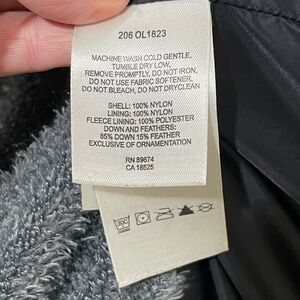 206 OL1823
MACHINE WASH COLD GENTLE,
TUMBLE DRY LOW,
REMOVE PROMPTLY, DO NOT IRON,
DO NOT USE FABRIC SOFTENER,
DO NOT BLEACH, DO NOT DRYCLEAN
SHELL: 100% NYLON
LINING: 100% NYLON
FLEECE LINING: 100% POLYESTER
DOWN AND FEATHERS:
85% DOWN 15% FEATHER
EXCLUSIVE OF ORNAMENTATION
RN 89674
CA 18525